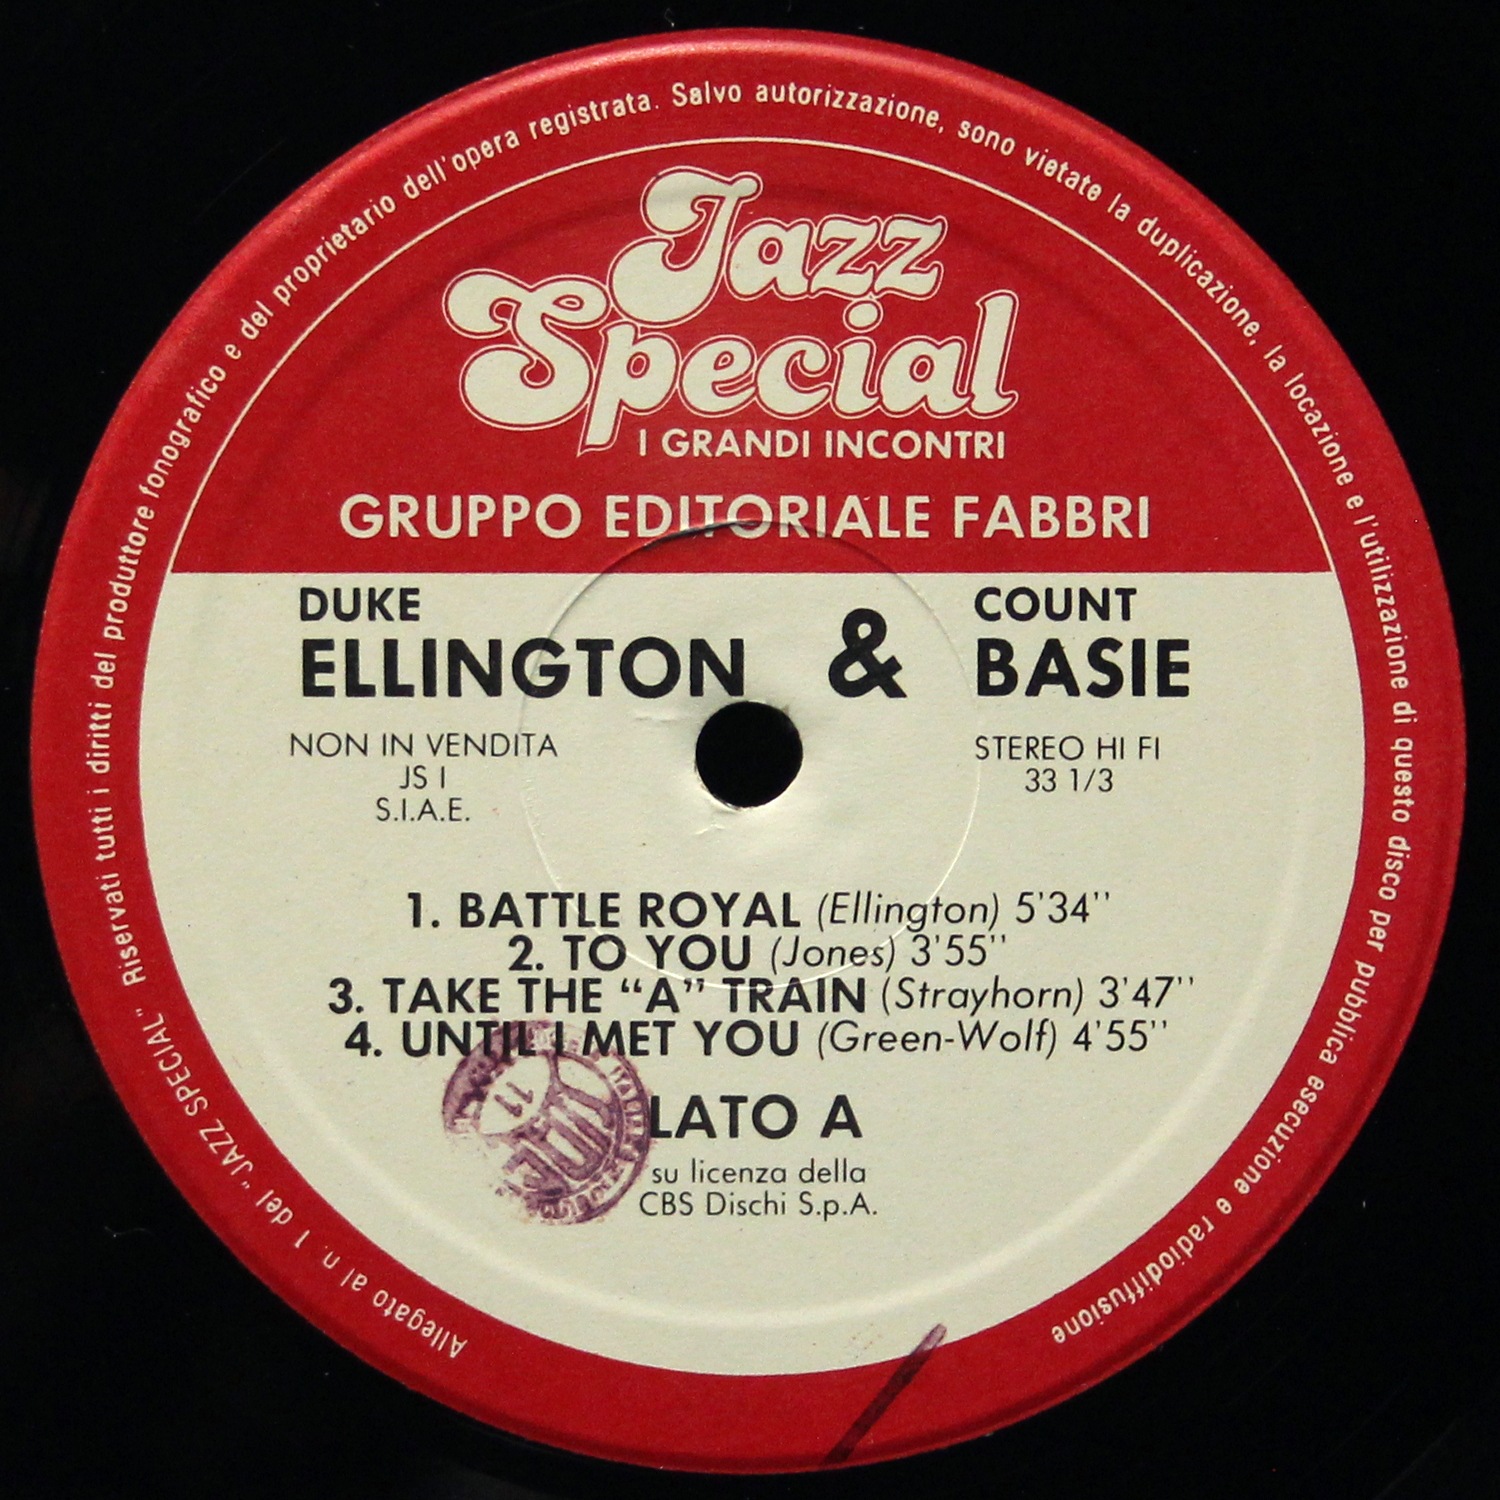 Allegato al n. 1 del "JAZZ SPECIAL" Riservati tutti i diritti del produttore fonografico e del proprietario dell'opera registrata. Salvo autorizzazione, sono vietate la duplicazione, la locazione e l'utilizzazione di questo disco per pubblica esecuzione e radiodiffusione
Jazz
Special
I GRANDI INCONTRI
GRUPPO EDITORIALE FABBRI
DUKE
ELLINGTON & COUNT
BASIE
NON IN VENDITA
JS I
S.I.A.E.
STEREO HI FI
33 1/3
1. BATTLE ROYAL (Ellington) 5'34''
2. TO YOU (Jones) 3'55''
3. TAKE THE “A” TRAIN (Strayhorn) 3'47''
4. UNTIL I MET YOU (Green-Wolf) 4'55''
LATO A
su licenza della
CBS Dischi S.p.A.